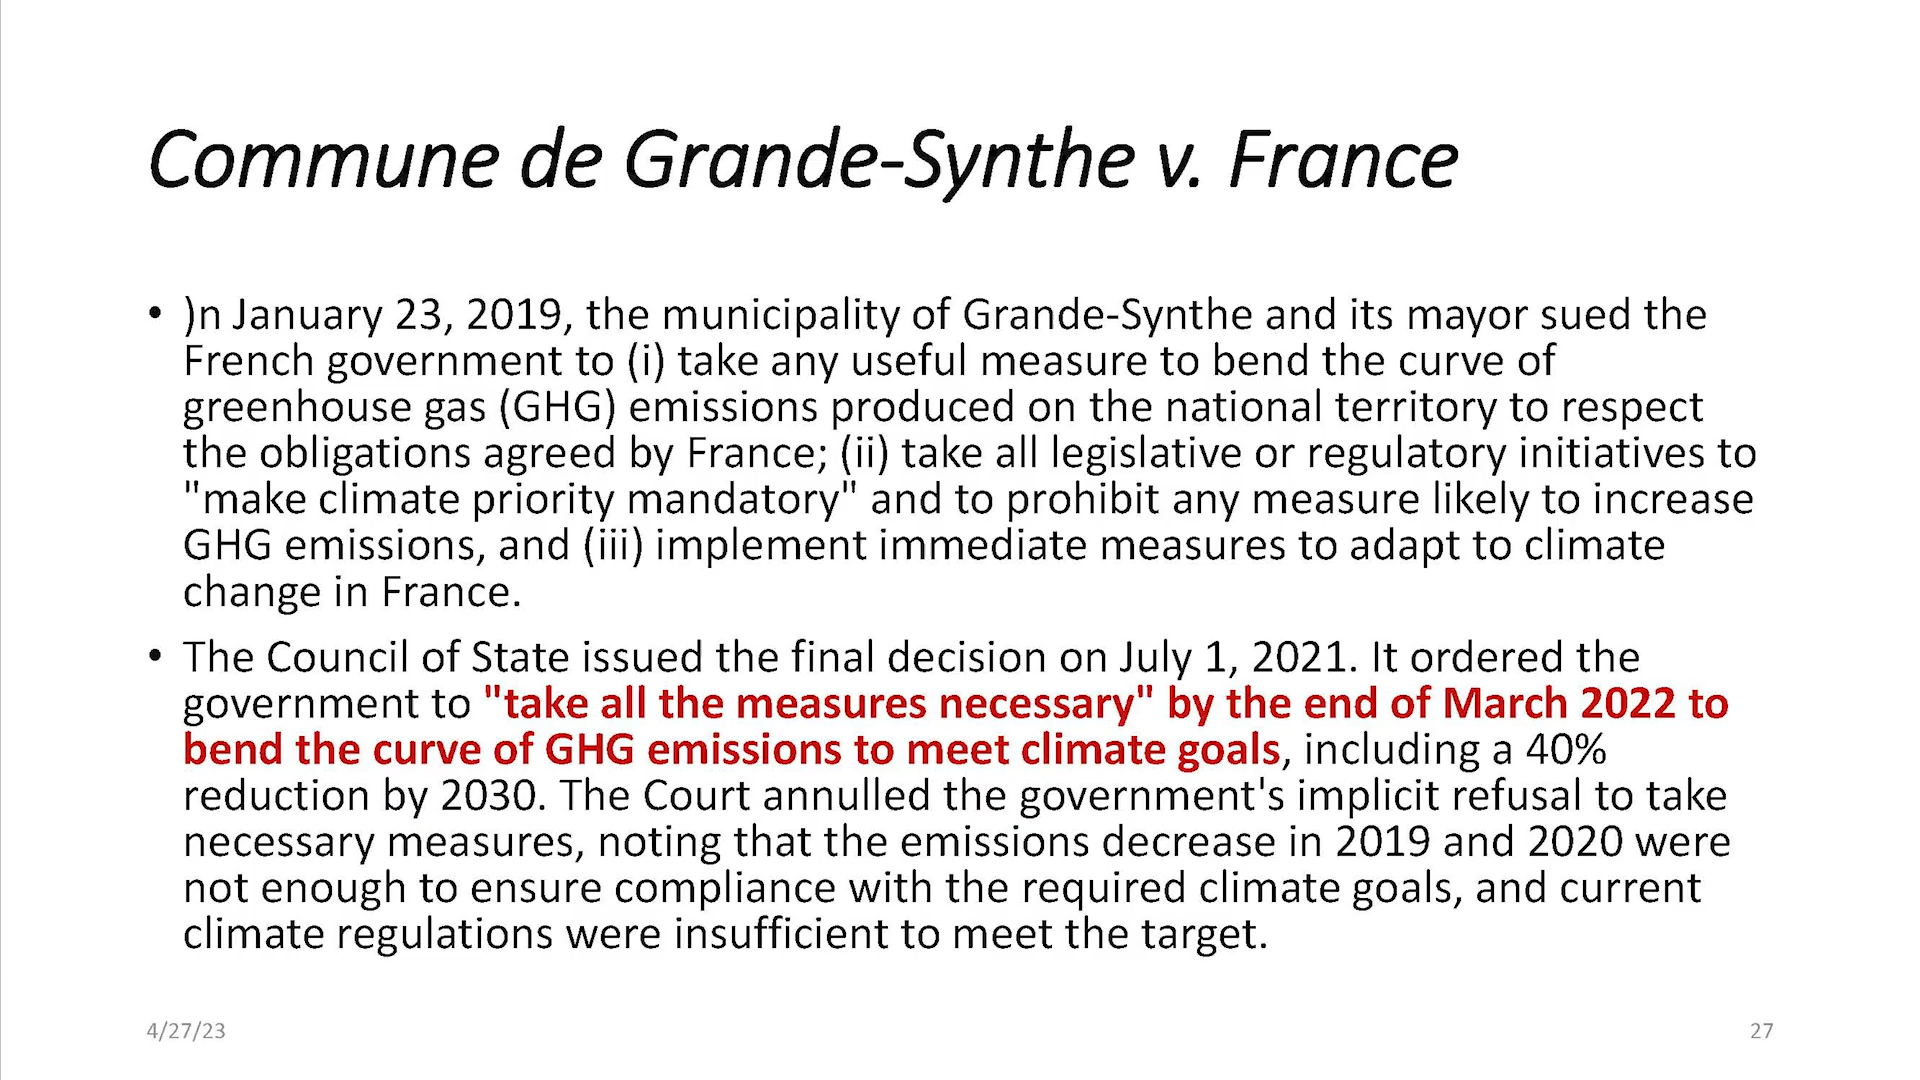 Commune de Grande-Synthe v. France
• )n January 23, 2019, the municipality of Grande-Synthe and its mayor sued the
French government to (i) take any useful measure to bend the curve of
greenhouse gas (GHG) emissions produced on the national territory to respect
the obligations agreed by France; (ii) take all legislative or regulatory initiatives to
"make climate priority mandatory" and to prohibit any measure likely to increase
GHG emissions, and (iii) implement immediate measures to adapt to climate
change in France.
• The Council of State issued the final decision on July 1, 2021. It ordered the
government to "take all the measures necessary" by the end of March 2022 to
bend the curve of GHG emissions to meet climate goals, including a 40%
reduction by 2030. The Court annulled the government's implicit refusal to take
necessary measures, noting that the emissions decrease in 2019 and 2020 were
not enough to ensure compliance with the required climate goals, and current
climate regulations were insufficient to meet the target.
4/27/23
27